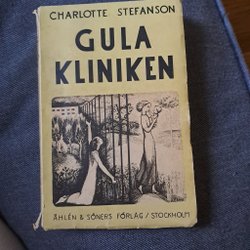 CHARLOTTE STEFANSON
GULA
KLINIKEN
ÅHLÉN & SÖNERS FÖRLAG / STOCKHOLM